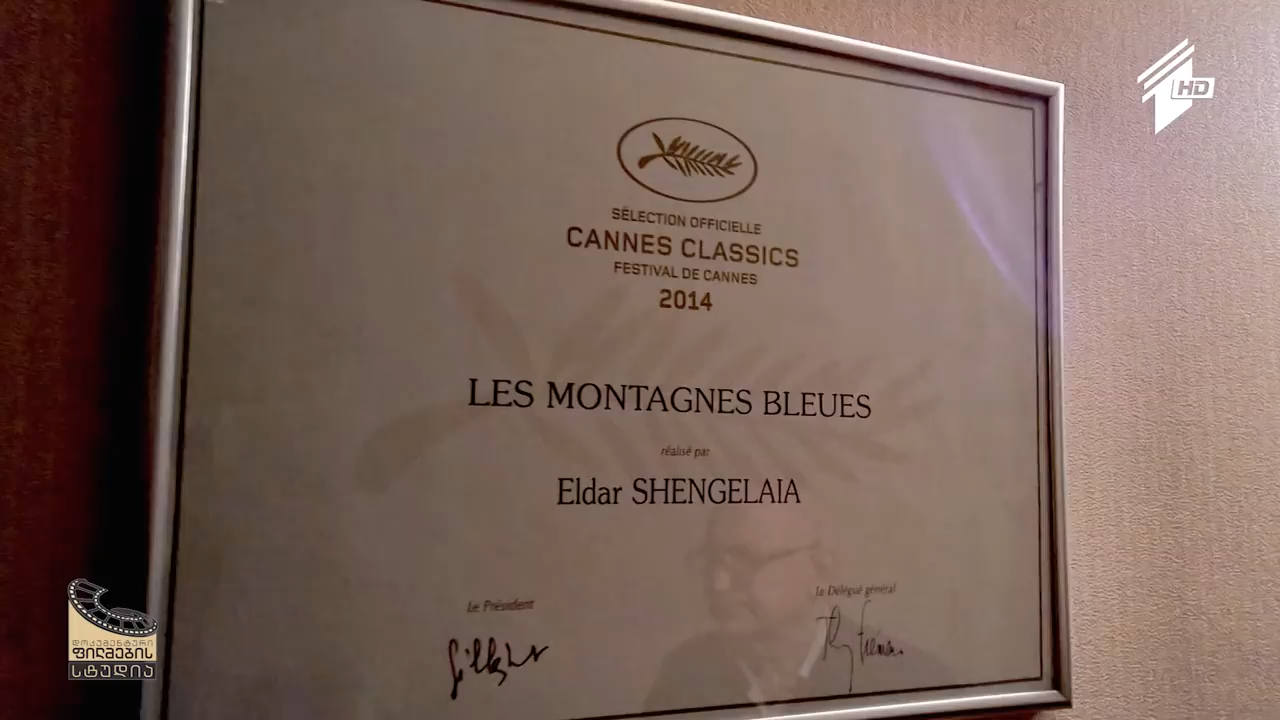 HD
SÉLECTION OFFICIELLE
CANNES CLASSICS
FESTIVAL DE CANNES
2014
LES MONTAGNES BLEUES
réalisé par
Eldar SHENGELAIA
Le Président
Le Délégué général
დოკუმენტური
ფილმების
სტუდია